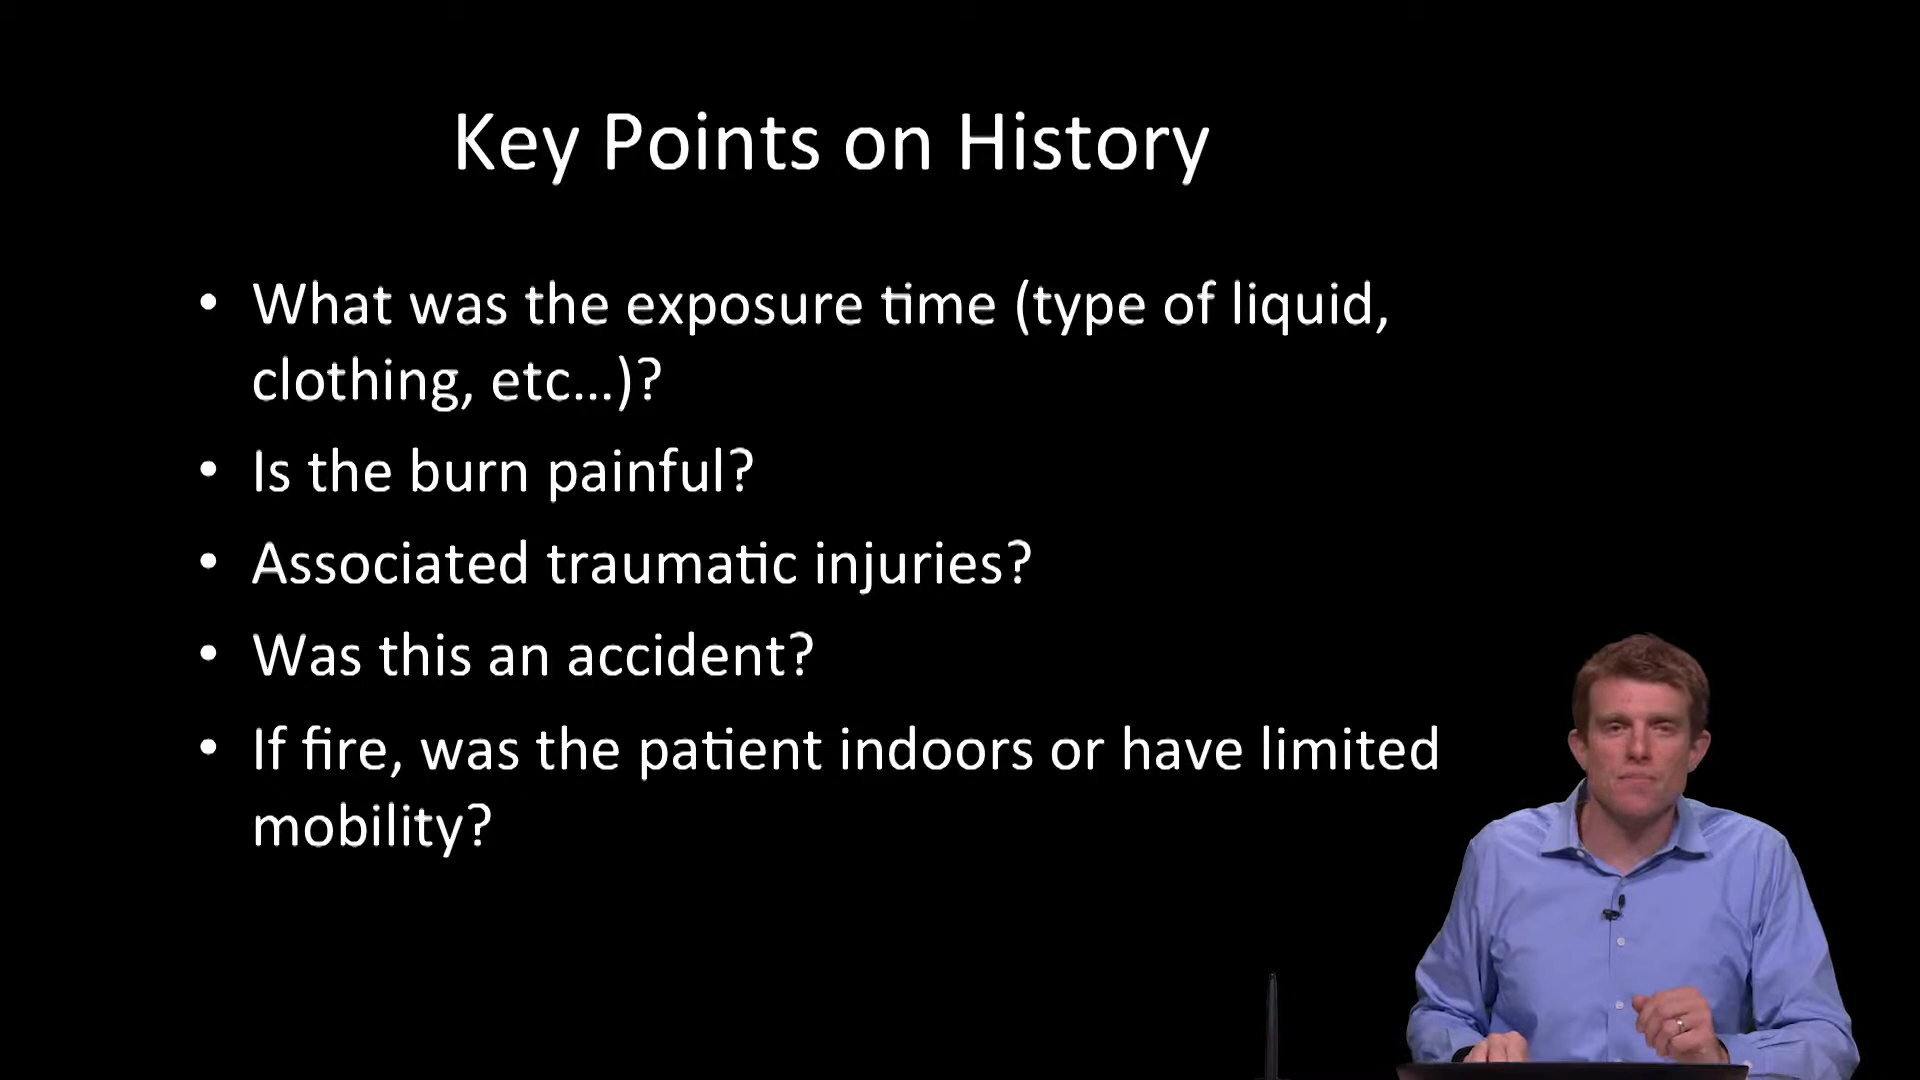 Key Points on History
• What was the exposure time (type of liquid,
clothing, etc...)?
• Is the burn painful?
• Associated traumatic injuries?
• Was this an accident?
• If fire, was the patient indoors or have limited
mobility?